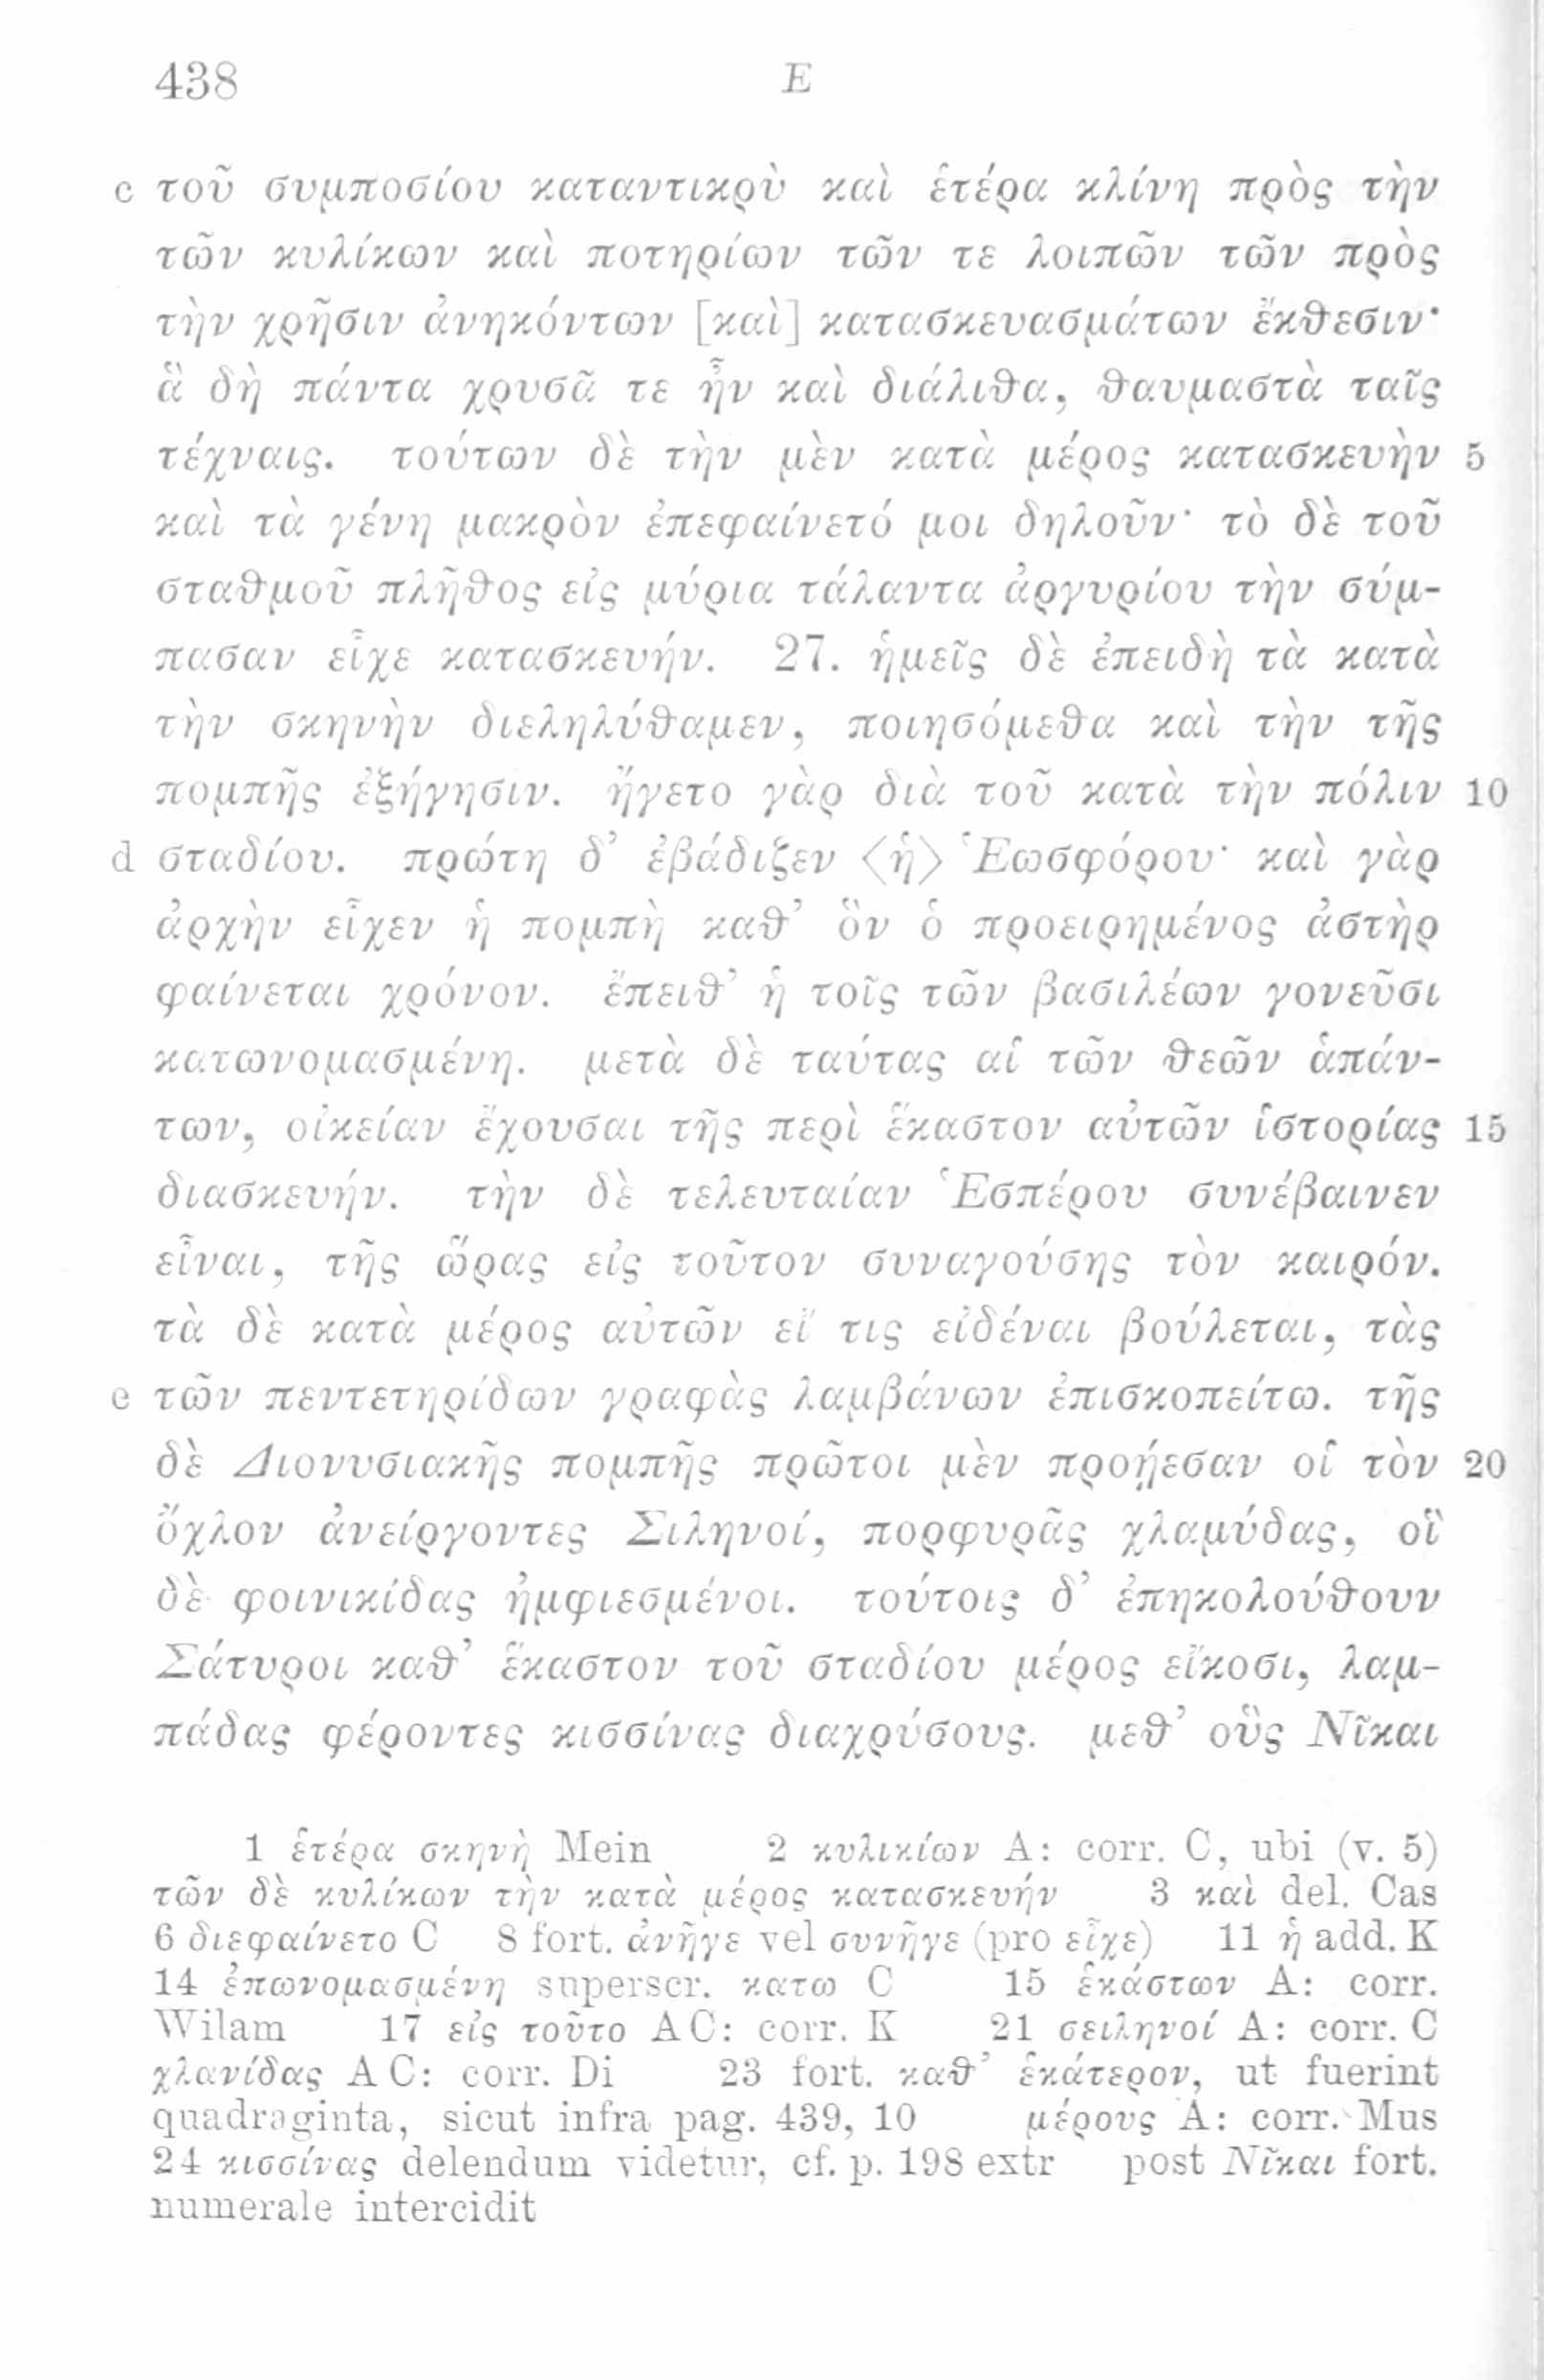 438 E
c τοῦ συμποσίου καταντικρὺ καὶ ἑτέρα κλίνη πρὸς τὴν
τῶν κυλίκων καὶ ποτηρίων τῶν τε λοιπῶν τῶν πρὸς
τὴν χρῆσιν ἀνηκόντων [καὶ] κατασκευασμάτων ἔκθεσιν·
ἃ δὴ πάντα χρυσᾶ τε ἦν καὶ διάλιθα, θαυμαστὰ ταῖς
τέχναις. τούτων δὲ τὴν μὲν κατὰ μέρος κατασκευὴν 5
καὶ τὰ γένη μακρὸν ἐπεφαίνετό μοι δηλοῦν· τὸ δὲ τοῦ
σταθμοῦ πλῆθος εἰς μύρια τάλαντα ἀργυρίου τὴν σύμ-
πασαν εἶχε κατασκευήν. 27. ἡμεῖς δὲ ἐπειδὴ τὰ κατὰ
τὴν σκηνὴν διεληλύθαμεν, ποιησόμεθα καὶ τὴν τῆς
πομπῆς ἐξήγησιν. ἤγετο γὰρ διὰ τοῦ κατὰ τὴν πόλιν 10
d σταδίου. πρώτη δ’ ἐβάδιζεν <ἡ> Ἑωσφόρου· καὶ γὰρ
ἀρχὴν εἶχεν ἡ πομπὴ καθ’ ὃν ὁ προειρημένος ἀστὴρ
φαίνεται χρόνον. ἔπειθ’ ἡ τοῖς τῶν βασιλέων γονεῦσι
κατωνομασμένη. μετὰ δὲ ταύτας αἱ τῶν θεῶν ἁπάν-
των, οἰκείαν ἔχουσαι τῆς περὶ ἕκαστον αὐτῶν ἱστορίας 15
διασκευήν. τὴν δὲ τελευταίαν Ἑσπέρου συνέβαινεν
εἶναι, τῆς ὥρας εἰς τοῦτον συναγούσης τὸν καιρόν.
τὰ δὲ κατὰ μέρος αὐτῶν εἴ τις εἰδέναι βούλεται, τὰς
e τῶν πεντετηρίδων γραφὰς λαμβάνων ἐπισκοπείτω. τῆς
δὲ Διονυσιακῆς πομπῆς πρῶτοι μὲν προῄεσαν οἱ τὸν 20
ὄχλον ἀνείργοντες Σιληνοί, πορφυρᾶς χλαμύδας, οἳ
δὲ φοινικίδας ἠμφιεσμένοι. τούτοις δ’ ἐπηκολούθουν
Σάτυροι καθ’ ἕκαστον τοῦ σταδίου μέρος εἴκοσι, λαμ-
πάδας φέροντες κισσίνας διαχρύσους. μεθ’ οὓς Νῖκαι
1 ἑτέρα σκηνὴ Mein 2 κυλικίων A: corr. C, ubi (v. 5)
τῶν δὲ κυλίκων τὴν κατὰ μέρος κατασκευήν 3 καὶ del. Cas
6 διεφαίνετο C 8 fort. ἀνῆγε vel συνῆγε (pro εἶχε) 11 ἡ add. K
14 ἐπωνομασμένη superscr. κατω C 15 ἑκάστων A: corr.
Wilam 17 εἰς τοῦτο AC: corr. K 21 σειληνοί A: corr. C
χλανίδας AC: corr. Di 23 fort. καθ’ ἑκάτερον, ut fuerint
quadraginta, sicut infra pag. 439, 10 μέρους A: corr. Mus
24 κισσίνας delendum videtur, cf. p. 198 extr post Νῖκαι fort.
numerale intercidit